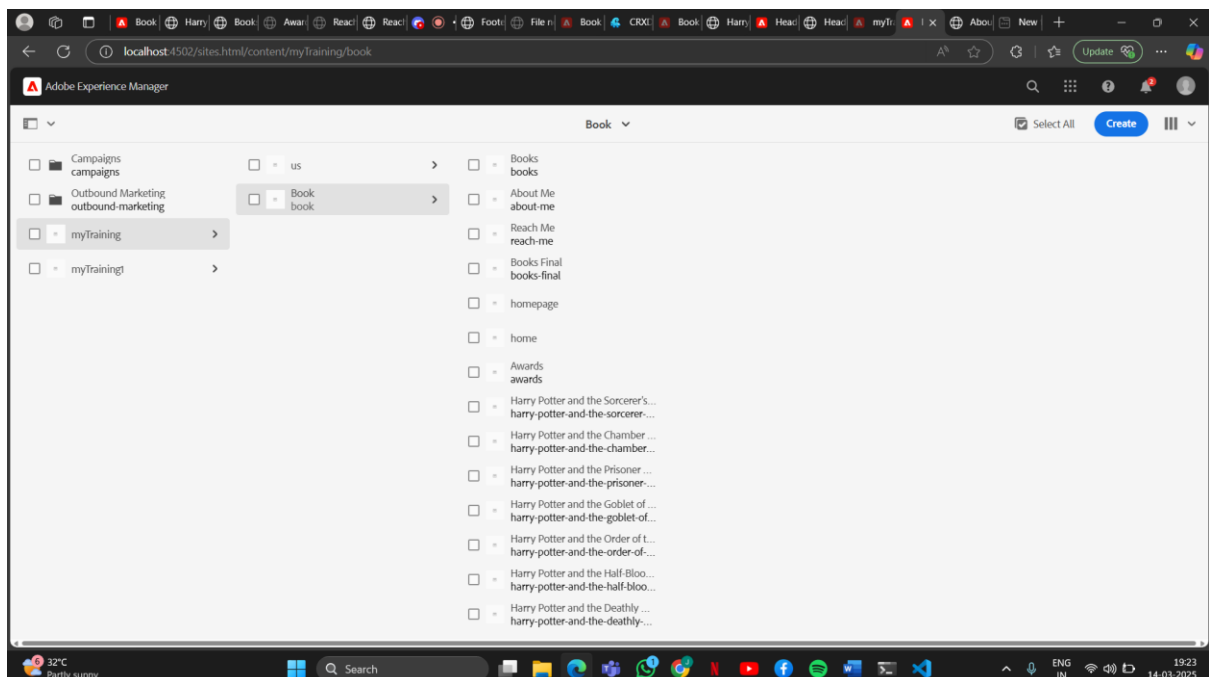 Book Harry Book Awar React React Foote File n Book CRXD Book Harry Head Head myTr Abou New
localhost:4502/sites.html/content/myTraining/book
Update
Adobe Experience Manager
2
Book
Select All
Create
Campaigns
campaigns
Outbound Marketing
outbound-marketing
myTraining
myTraining1
us
Book
book
Books
books
About Me
about-me
Reach Me
reach-me
Books Final
books-final
homepage
home
Awards
awards
Harry Potter and the Sorcerer's...
harry-potter-and-the-sorcerer-...
Harry Potter and the Chamber ...
harry-potter-and-the-chamber...
Harry Potter and the Prisoner ...
harry-potter-and-the-prisoner-...
Harry Potter and the Goblet of ...
harry-potter-and-the-goblet-of...
Harry Potter and the Order of t...
harry-potter-and-the-order-of-...
Harry Potter and the Half-Bloo...
harry-potter-and-the-half-bloo...
Harry Potter and the Deathly ...
harry-potter-and-the-deathly-...
6
32°C
Partly sunny
Search
ENG
IN
19:23
14-03-2025